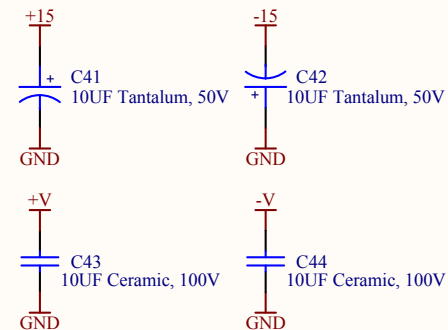 +15
-15
+
C41
10UF Tantalum, 50V
C42
10UF Tantalum, 50V
+
GND
GND
+V
-V
C43
10UF Ceramic, 100V
C44
10UF Ceramic, 100V
GND
GND